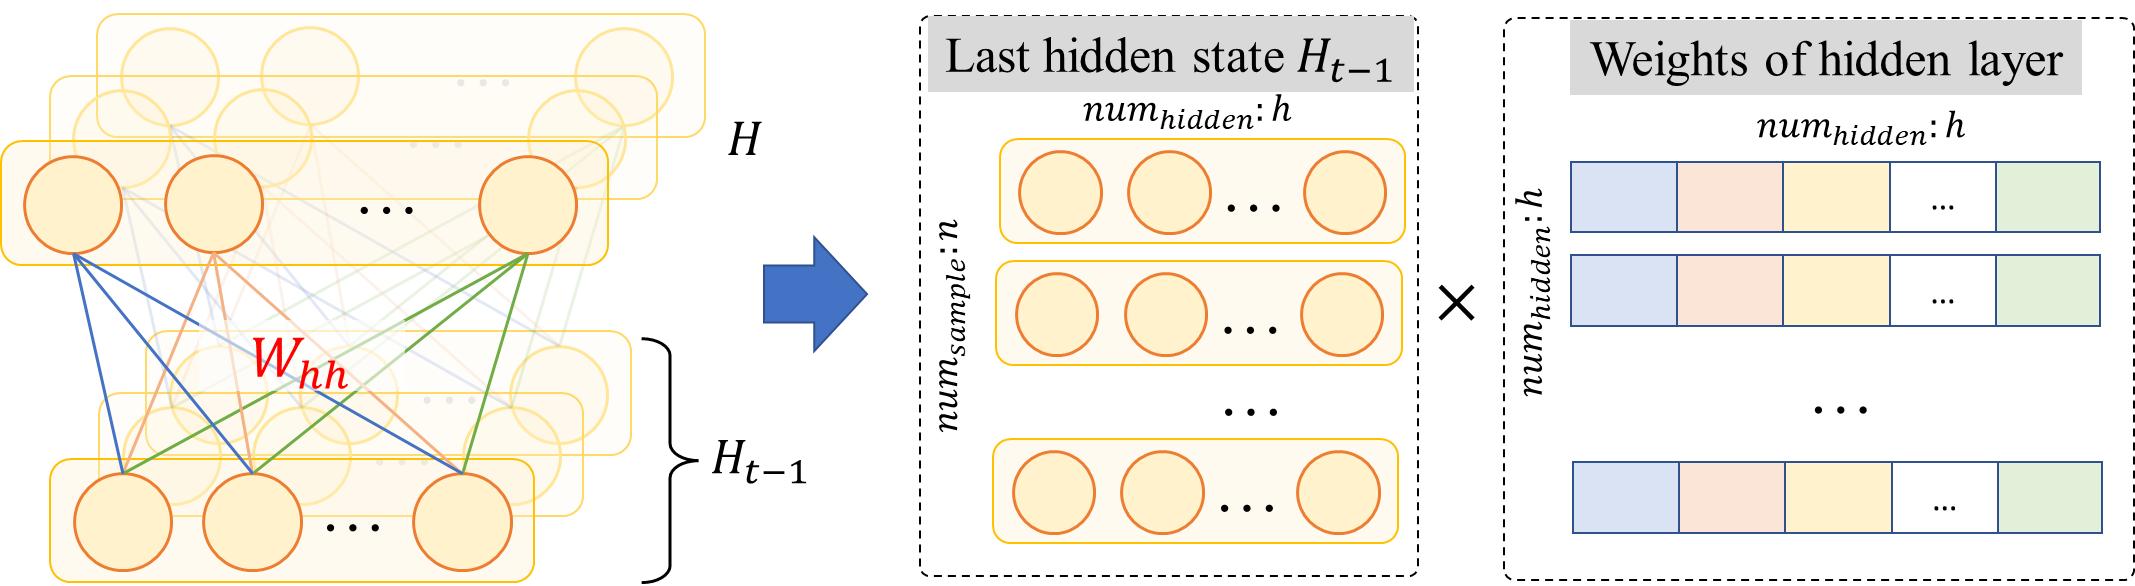 H
W_{hh}
H_{t-1}
Last hidden state H_{t-1}
num_{hidden}: h
num_{sample}: n
...
...
...
...
×
Weights of hidden layer
num_{hidden}: h
num_{hidden}: h
...
...
...
...